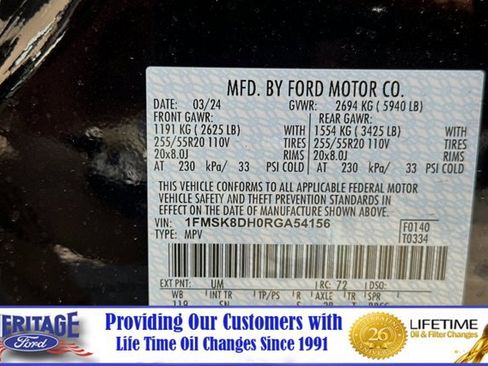 MFD. BY FORD MOTOR CO.
DATE: 03/24 GVWR: 2694 KG ( 5940 LB)
FRONT GAWR: REAR GAWR:
1191 KG ( 2625 LB) WITH 1554 KG ( 3425 LB) WITH
255/55R20 110V TIRES 255/55R20 110V TIRES
20x8.0J RIMS 20x8.0J RIMS
AT 230 kPa/ 33 PSI COLD AT 230 kPa/ 33 PSI COLD
THIS VEHICLE CONFORMS TO ALL APPLICABLE FEDERAL MOTOR
VEHICLE SAFETY AND THEFT PREVENTION STANDARDS IN
EFFECT ON THE DATE OF MANUFACTURE SHOWN ABOVE.
VIN: 1FMSK8DH0RGA54156 F0140
TYPE: MPV T0334
EXT PNT: UM RC: 72 DSO:
WB INT TR TP/PS R AXLE TR SPR
119
ERITAGE
Ford
Providing Our Customers with
Life Time Oil Changes Since 1991
26
LIFETIME
Oil & Filter Changes